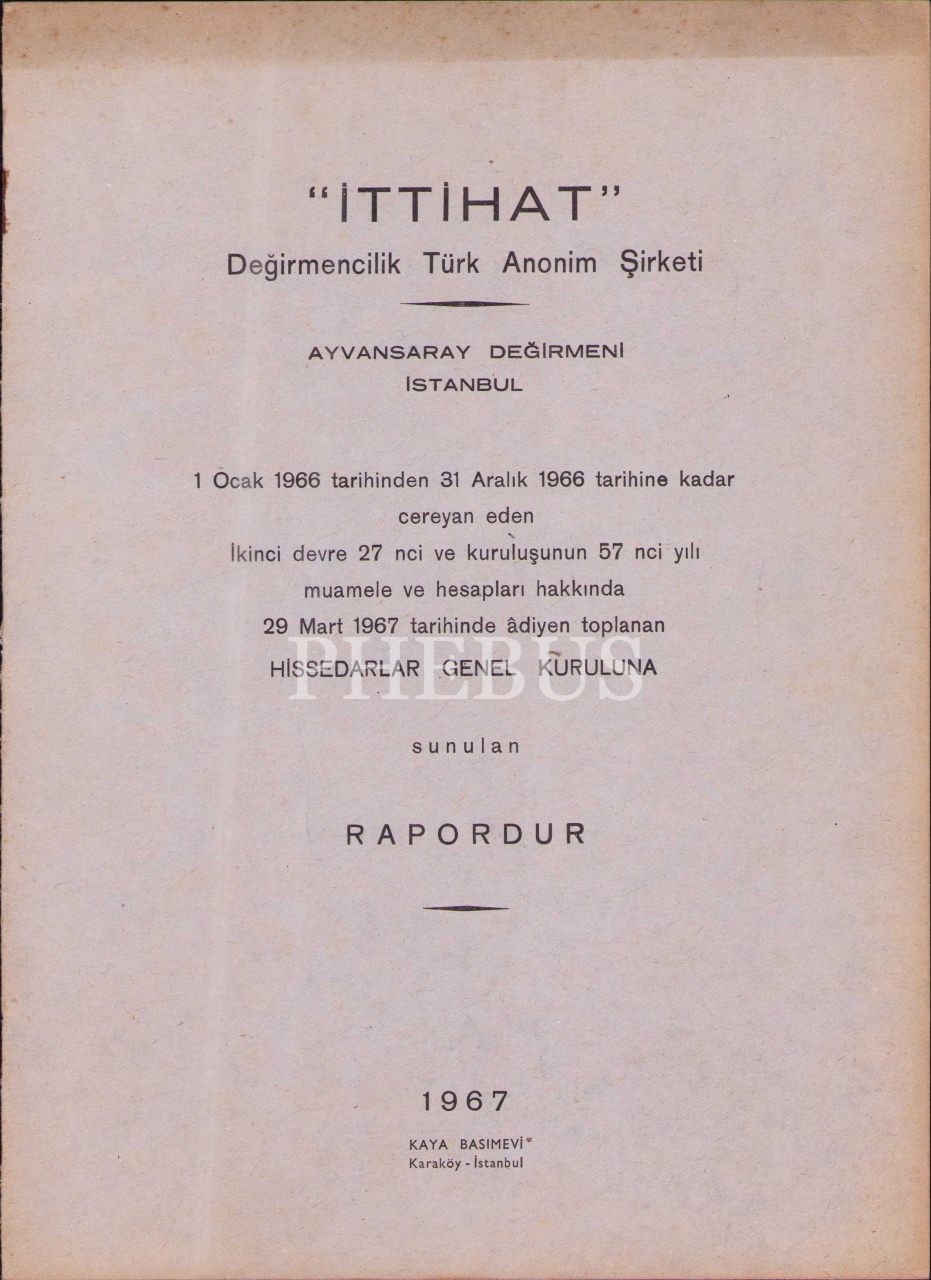 “İTTİHAT”
Değirmencilik Türk Anonim Şirketi
AYVANSARAY DEĞİRMENİ
İSTANBUL
1 Ocak 1966 tarihinden 31 Aralık 1966 tarihine kadar
cereyan eden
İkinci devre 27 nci ve kuruluşunun 57 nci yılı
muamele ve hesapları hakkında
29 Mart 1967 tarihinde âdiyen toplanan
HİSSEDARLAR GENEL KURULUNA
PHEBUS
sunulan
RAPORDUR
1967
KAYA BASIMEVİ
Karaköy - İstanbul